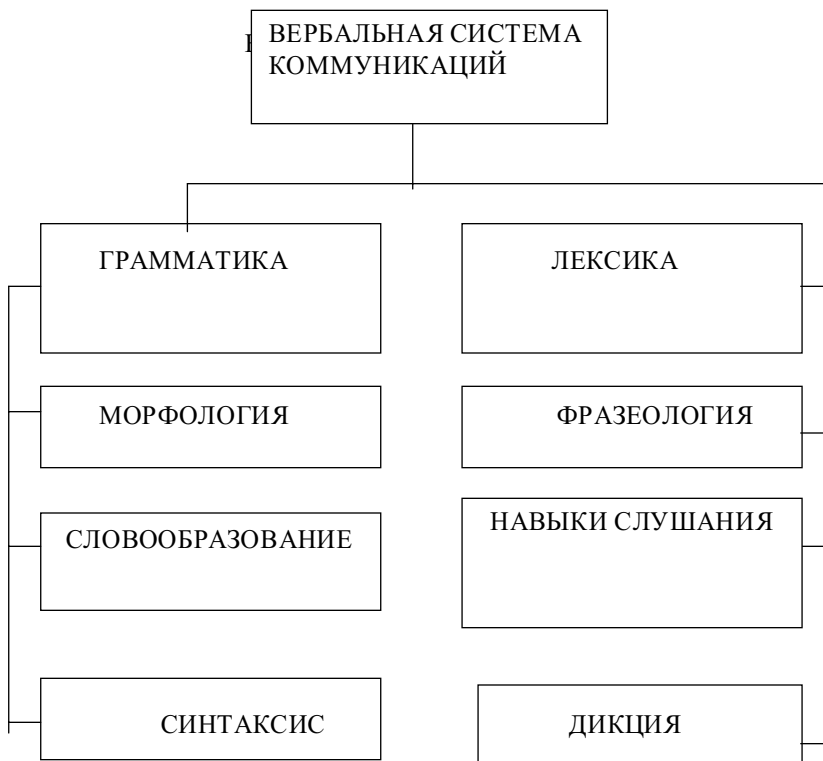 ВЕРБАЛЬНАЯ СИСТЕМА
КОММУНИКАЦИЙ
ГРАММАТИКА
ЛЕКСИКА
МОРФОЛОГИЯ
ФРАЗЕОЛОГИЯ
СЛОВООБРАЗОВАНИЕ
НАВЫКИ СЛУШАНИЯ
СИНТАКСИС
ДИКЦИЯ